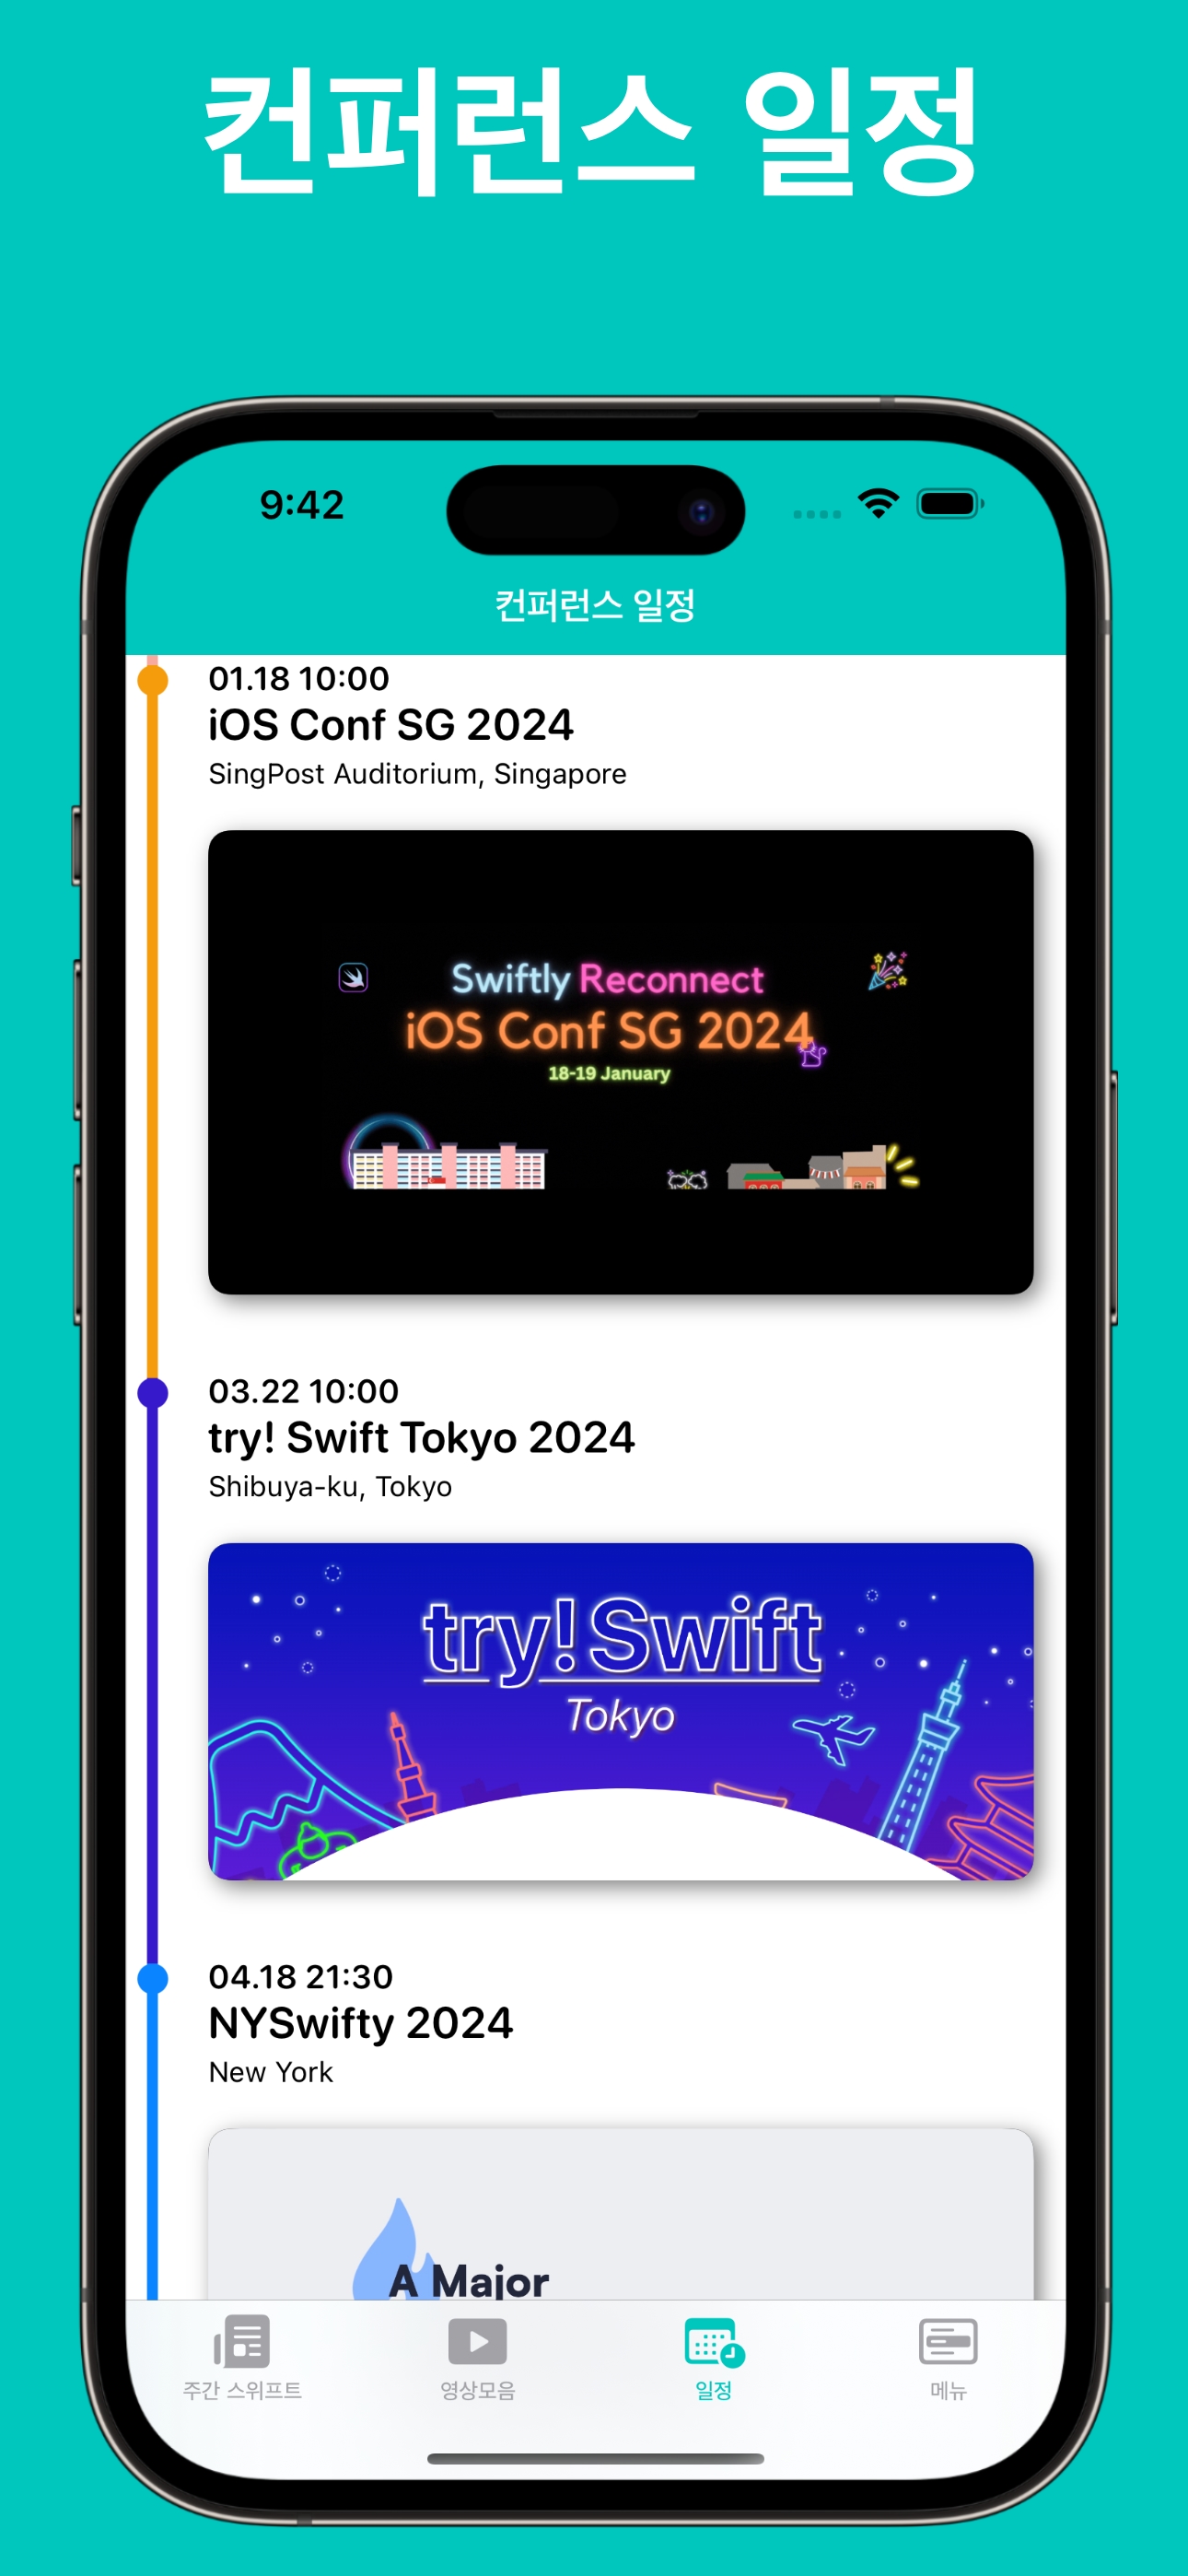 컨퍼런스 일정
9:42
컨퍼런스 일정
01.18 10:00
iOS Conf SG 2024
SingPost Auditorium, Singapore
Swiftly Reconnect
iOS Conf SG 2024
18-19 January
03.22 10:00
try! Swift Tokyo 2024
Shibuya-ku, Tokyo
try! Swift
Tokyo
04.18 21:30
NYSwifty 2024
New York
A Major
주간 스위프트
영상모음
일정
메뉴